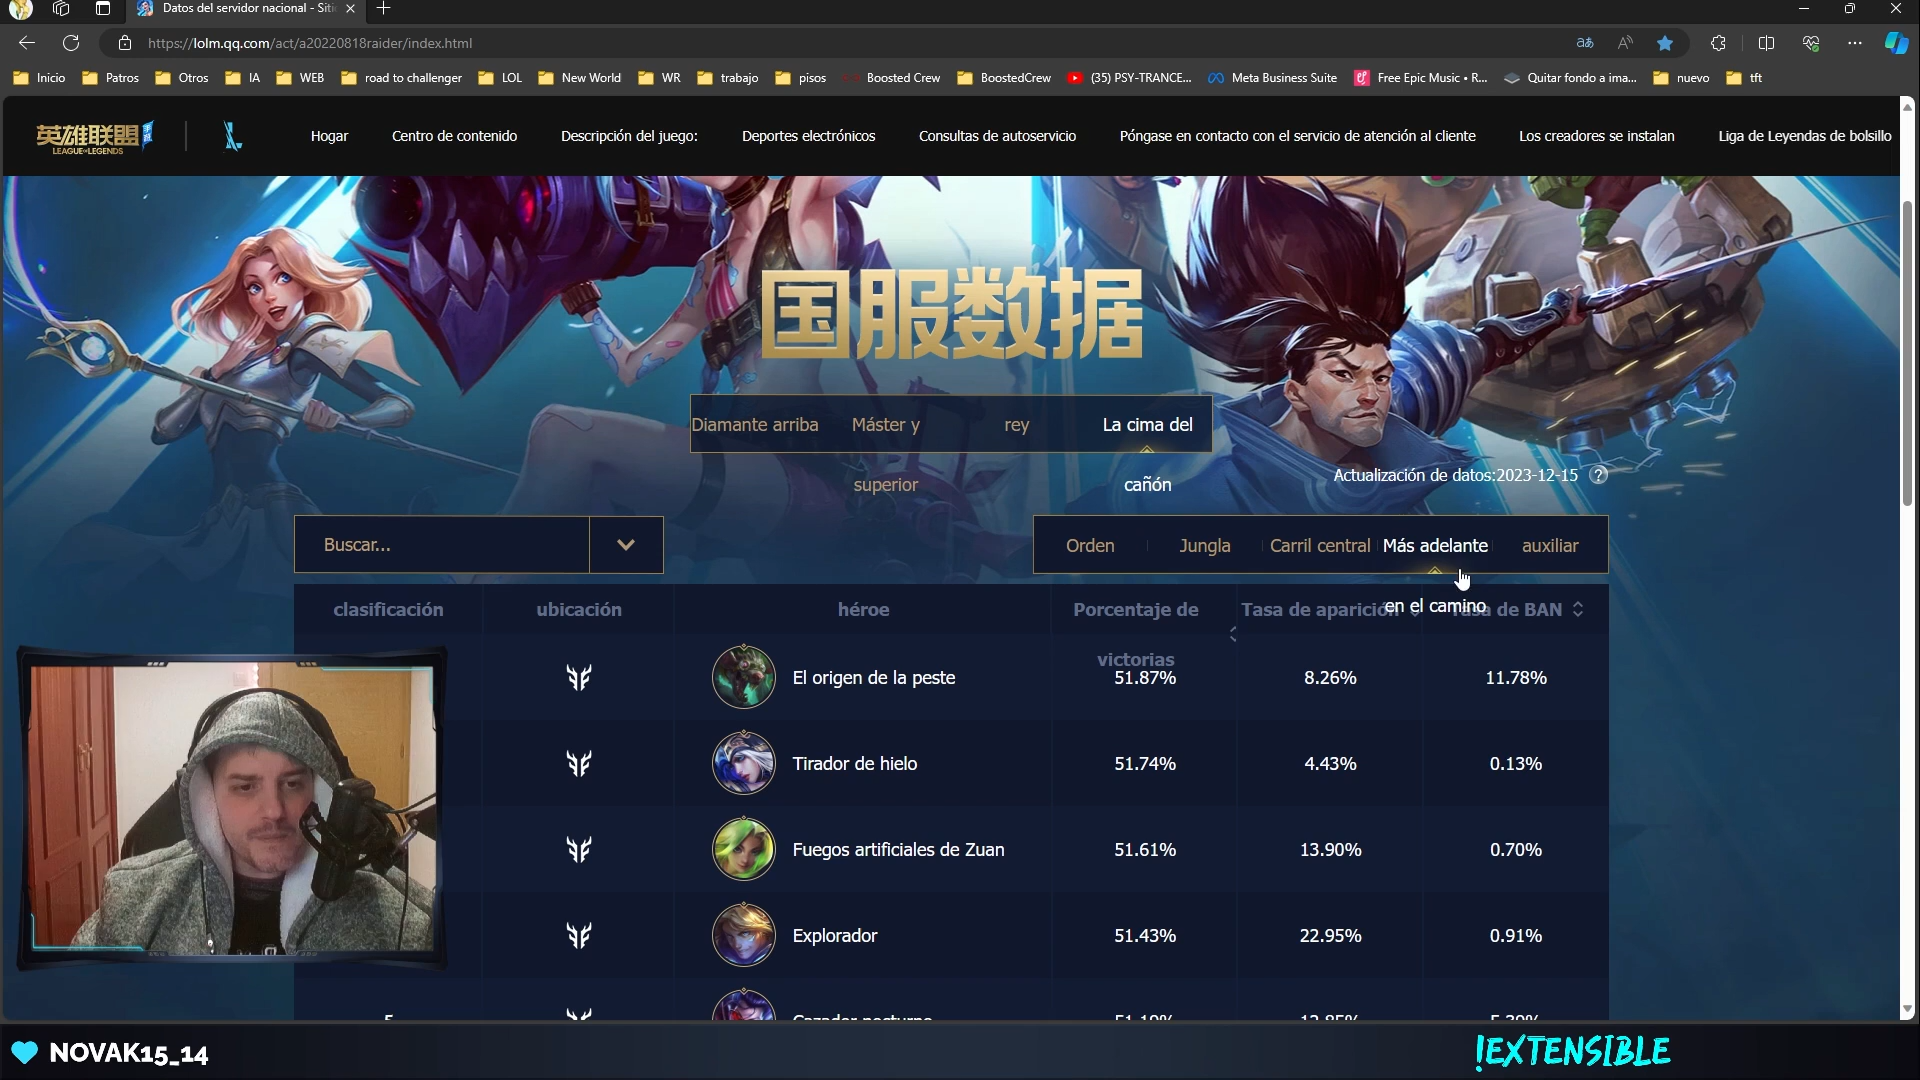 Datos del servidor nacional - Siti
https://lolm.qq.com/act/a20220818raider/index.html
Inicio Patros Otros IA WEB road to challenger LOL New World WR trabajo pisos Boosted Crew BoostedCrew (35) PSY-TRANCE... Meta Business Suite Free Epic Music • R... Quitar fondo a ima... nuevo tft
英雄联盟 手游
LEAGUE OF LEGENDS
Hogar Centro de contenido Descripción del juego: Deportes electrónicos Consultas de autoservicio Póngase en contacto con el servicio de atención al cliente Los creadores se instalan Liga de Leyendas de bolsillo
国服数据
Diamante arriba Máster y rey La cima del
superior cañón
Actualización de datos:2023-12-15 ?
Buscar...
Orden Jungla Carril central Más adelante auxiliar
en el camino
clasificación ubicación héroe Porcentaje de Tasa de aparición Tasa de BAN
victorias
El origen de la peste 51.87% 8.26% 11.78%
Tirador de hielo 51.74% 4.43% 0.13%
Fuegos artificiales de Zuan 51.61% 13.90% 0.70%
Explorador 51.43% 22.95% 0.91%
5 Cazador nocturno 51.19%
NOVAK15_14
!EXTENSIBLE